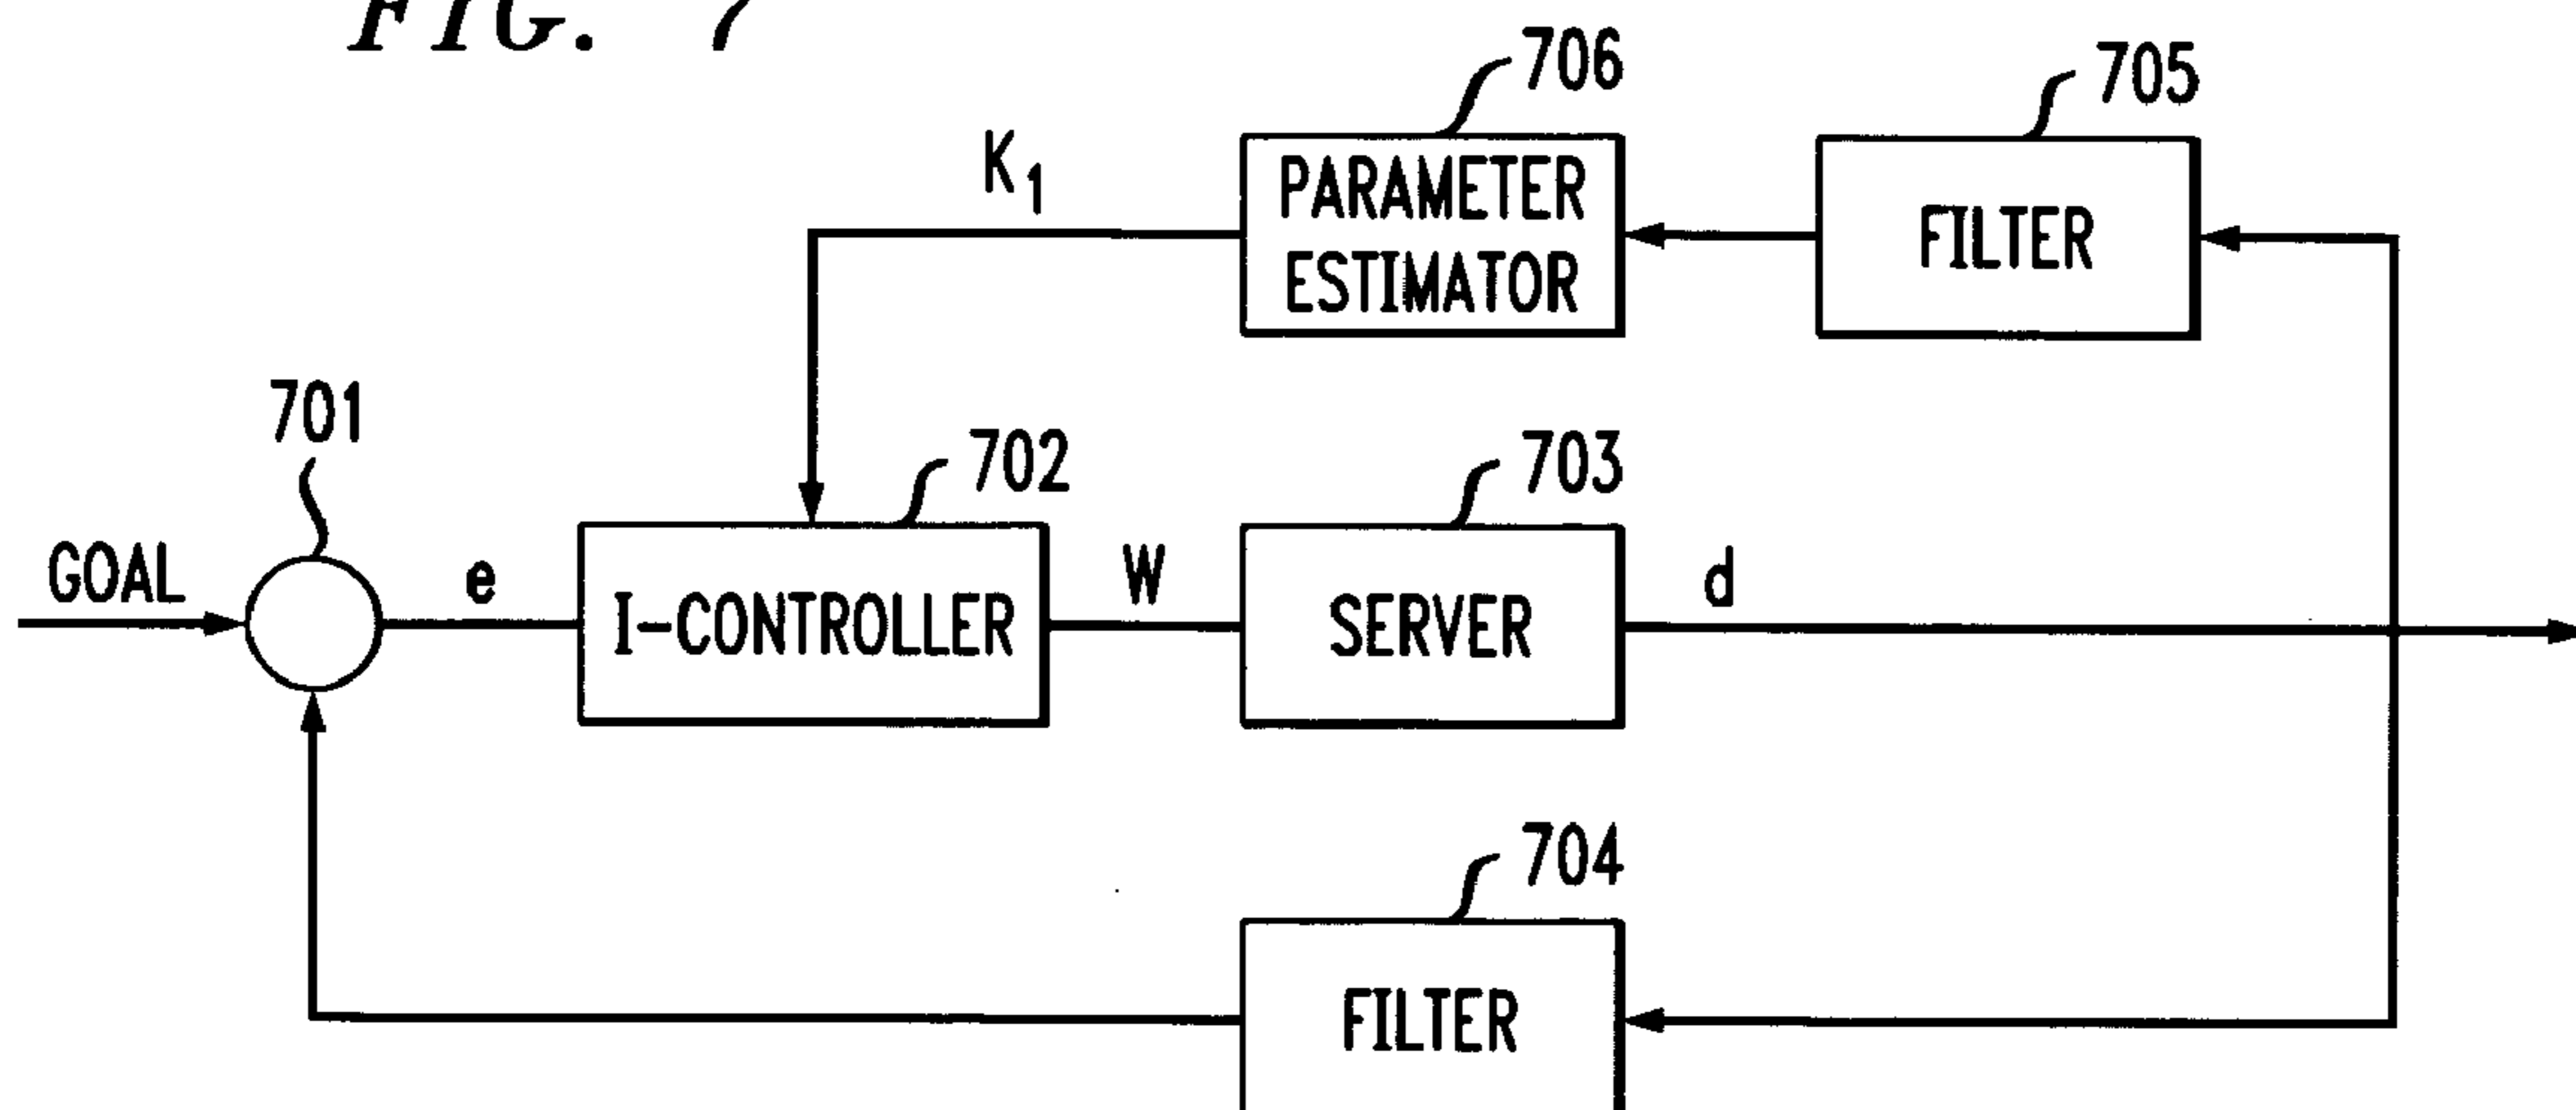 FIG. 7
706
705
K1
PARAMETER
ESTIMATOR
FILTER
701
702
703
GOAL
e
I-CONTROLLER
W
SERVER
d
704
FILTER